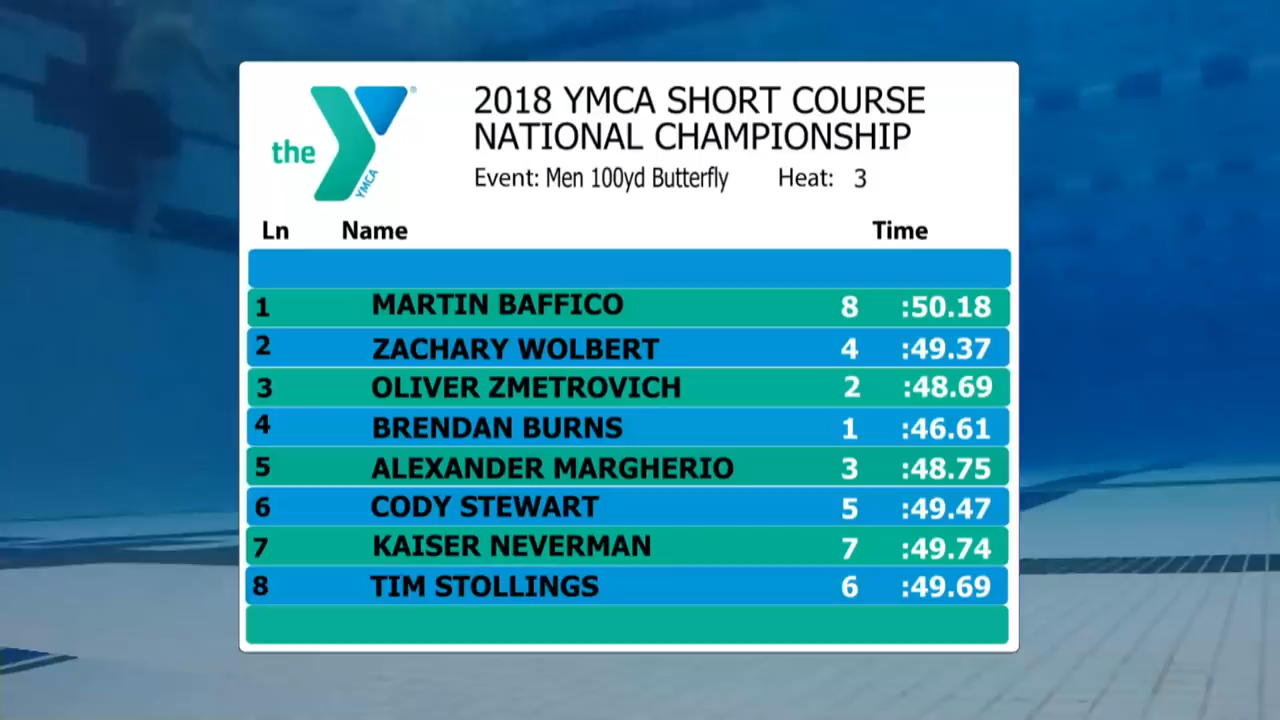 the
YMCA
®
2018 YMCA SHORT COURSE
NATIONAL CHAMPIONSHIP
Event: Men 100yd Butterfly Heat: 3
Ln Name Time
1 MARTIN BAFFICO 8 :50.18
2 ZACHARY WOLBERT 4 :49.37
3 OLIVER ZMETROVICH 2 :48.69
4 BRENDAN BURNS 1 :46.61
5 ALEXANDER MARGHERIO 3 :48.75
6 CODY STEWART 5 :49.47
7 KAISER NEVERMAN 7 :49.74
8 TIM STOLLINGS 6 :49.69